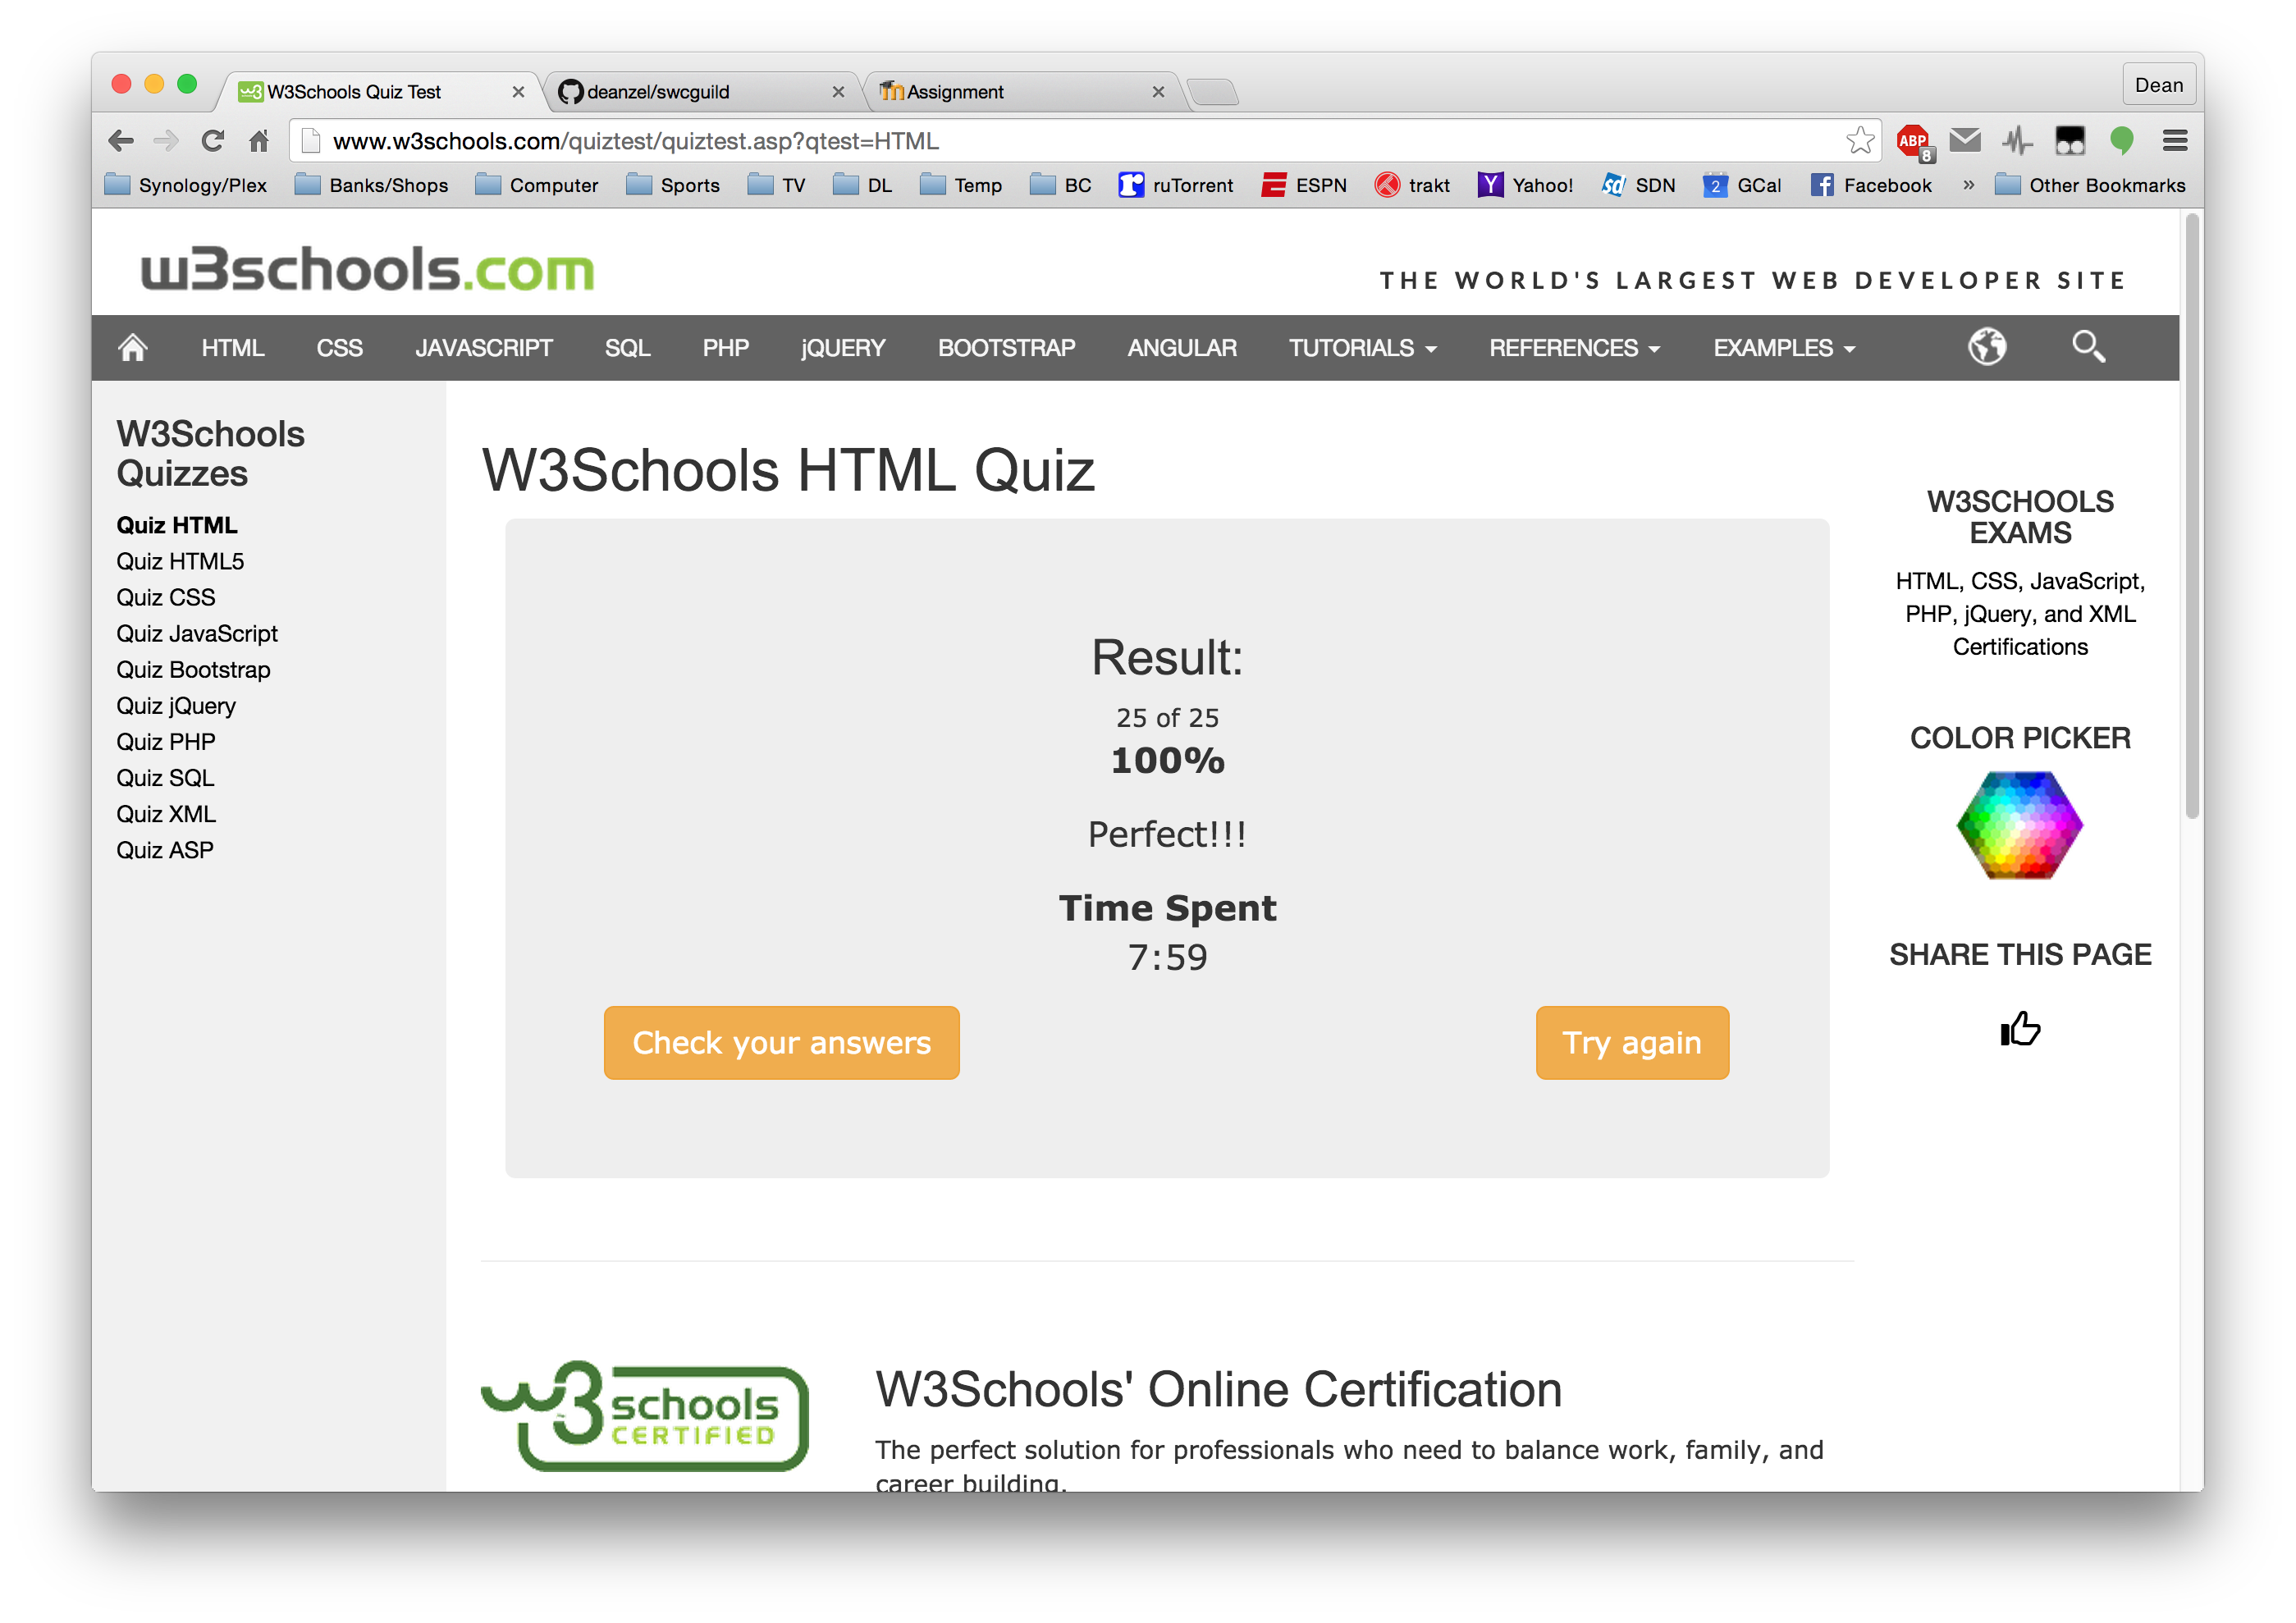 W3Schools Quiz Test
deanzel/swcguild
Assignment
Dean
www.w3schools.com/quiztest/quiztest.asp?qtest=HTML
ABP
8
Synology/Plex
Banks/Shops
Computer
Sports
TV
DL
Temp
BC
ruTorrent
ESPN
trakt
Yahoo!
SDN
2
GCal
Facebook
»
Other Bookmarks
w3schools.com
THE WORLD'S LARGEST WEB DEVELOPER SITE
HTML
CSS
JAVASCRIPT
SQL
PHP
jQUERY
BOOTSTRAP
ANGULAR
TUTORIALS
REFERENCES
EXAMPLES
W3Schools
Quizzes
Quiz HTML
Quiz HTML5
Quiz CSS
Quiz JavaScript
Quiz Bootstrap
Quiz jQuery
Quiz PHP
Quiz SQL
Quiz XML
Quiz ASP
W3Schools HTML Quiz
Result:
25 of 25
100%
Perfect!!!
Time Spent
7:59
Check your answers
Try again
W3SCHOOLS
EXAMS
HTML, CSS, JavaScript,
PHP, jQuery, and XML
Certifications
COLOR PICKER
SHARE THIS PAGE
w3schools
CERTIFIED
W3Schools' Online Certification
The perfect solution for professionals who need to balance work, family, and
career building.